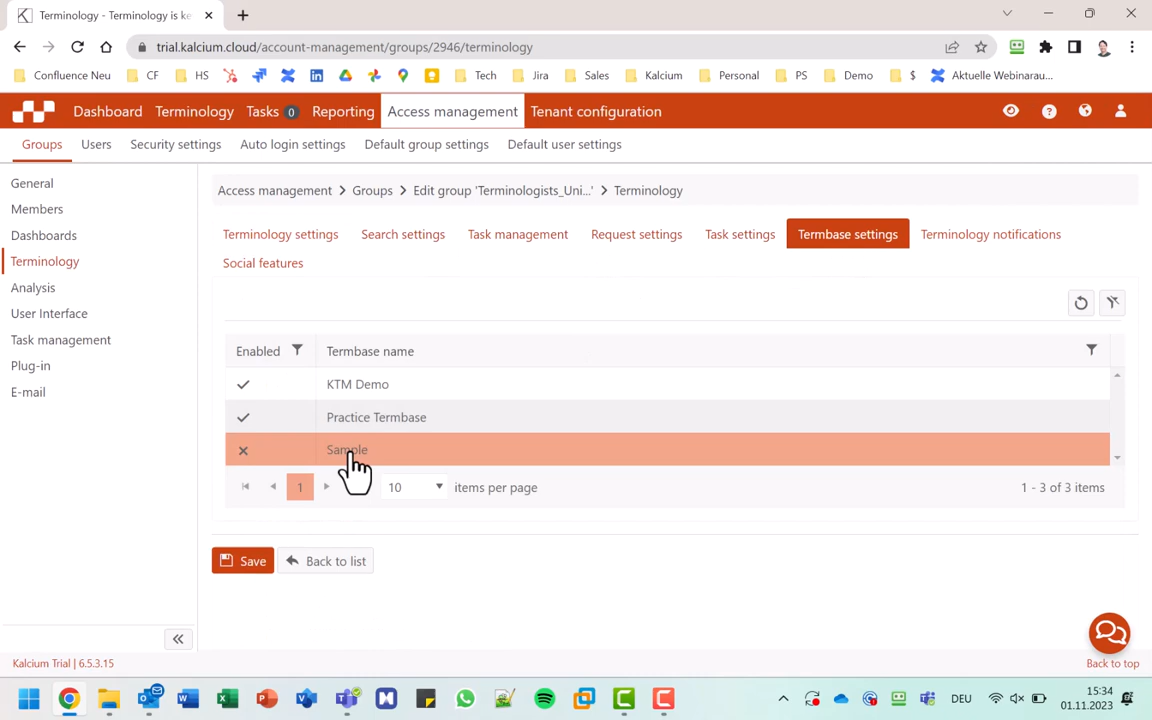 Terminology - Terminology is ke
trial.kalcium.cloud/account-management/groups/2946/terminology
Confluence Neu CF HS Tech Jira Sales Kalcium Personal PS Demo $ Aktuelle Webinarau...
Dashboard Terminology Tasks 0 Reporting Access management Tenant configuration
Groups Users Security settings Auto login settings Default group settings Default user settings
General
Members
Dashboards
Terminology
Analysis
User Interface
Task management
Plug-in
E-mail
Access management > Groups > Edit group 'Terminologists_Uni...' > Terminology
Terminology settings Search settings Task management Request settings Task settings Termbase settings Terminology notifications
Social features
Enabled Termbase name
KTM Demo
Practice Termbase
Sample
1 10 items per page 1 - 3 of 3 items
Save Back to list
Kalcium Trial | 6.5.3.15
Back to top
DEU 15:34
01.11.2023